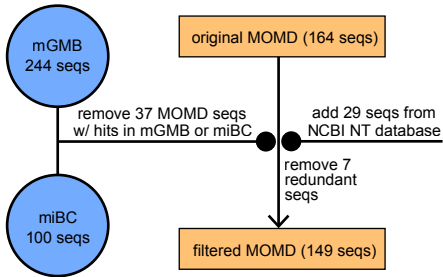 mGMB
244 seqs
original MOMD (164 seqs)
remove 37 MOMD seqs
w/ hits in mGMB or miBC
add 29 seqs from
NCBI NT database
remove 7
redundant
seqs
miBC
100 seqs
filtered MOMD (149 seqs)